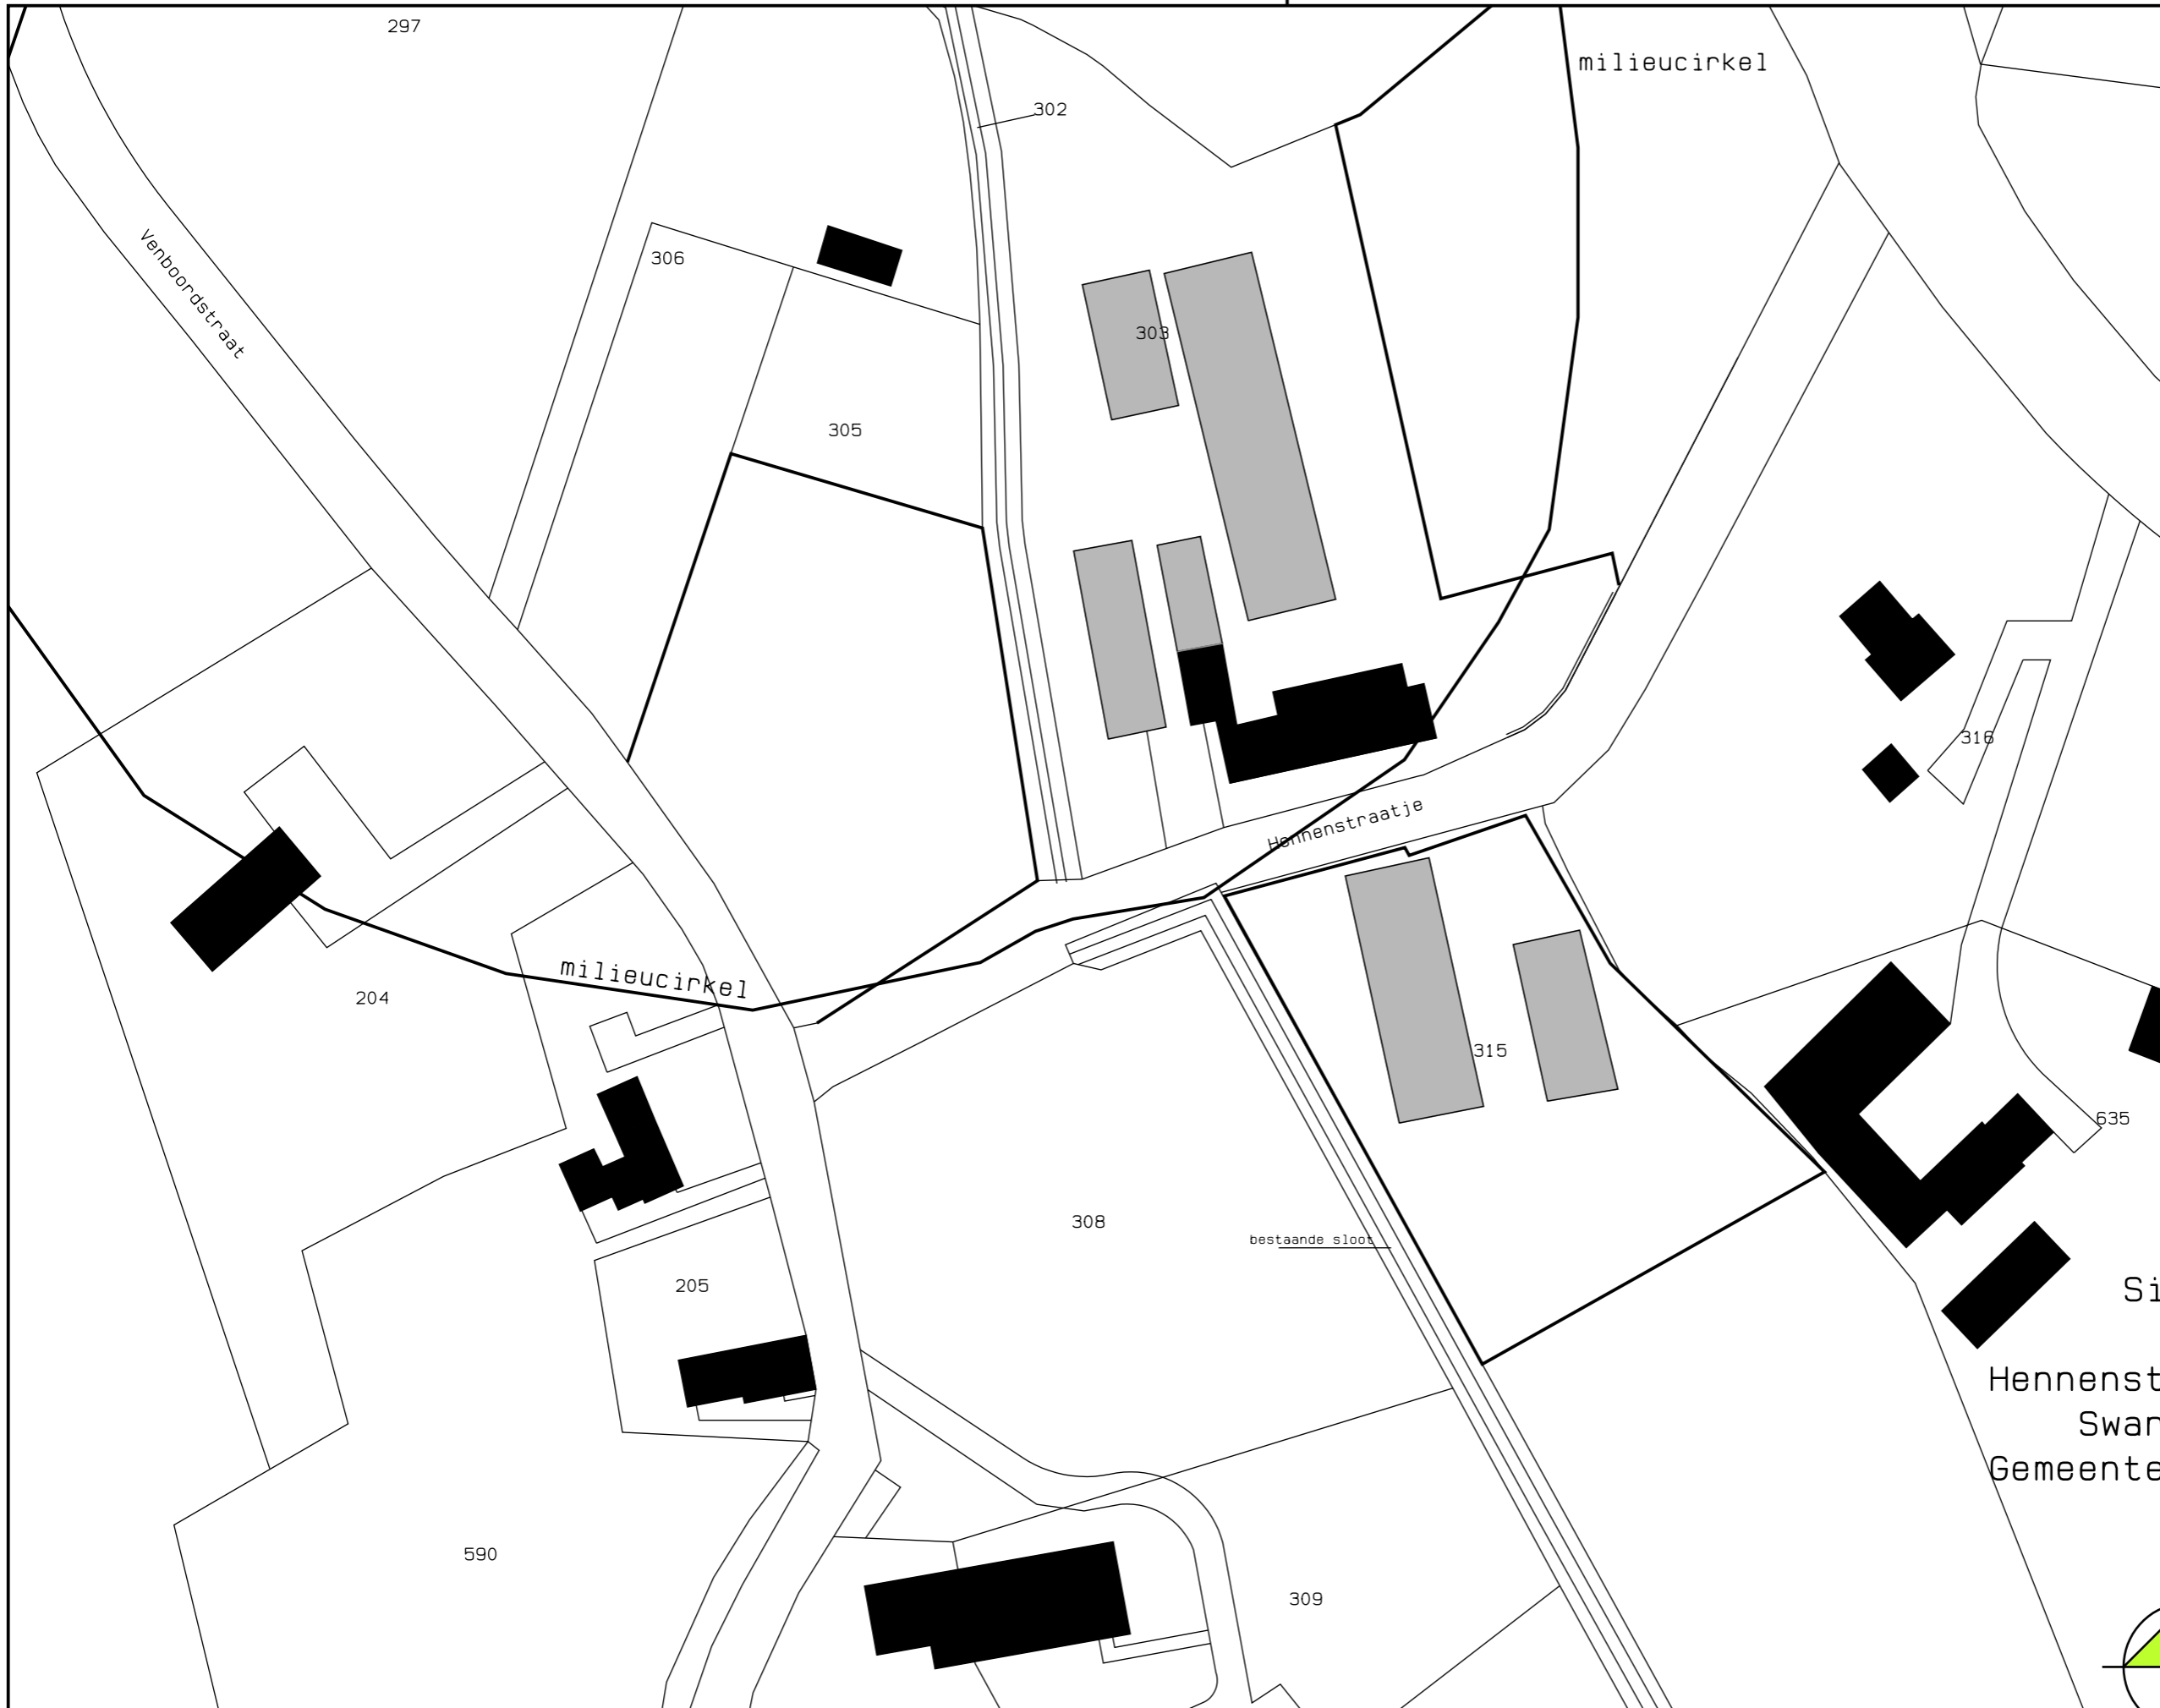 297
milieucirkel
302
Venboordstraat
306
303
305
316
Hennenstraatje
milieucirkel
204
315
635
308
bestaande sloot
205
Si
Hennenst
Swar
Gemeente
590
309